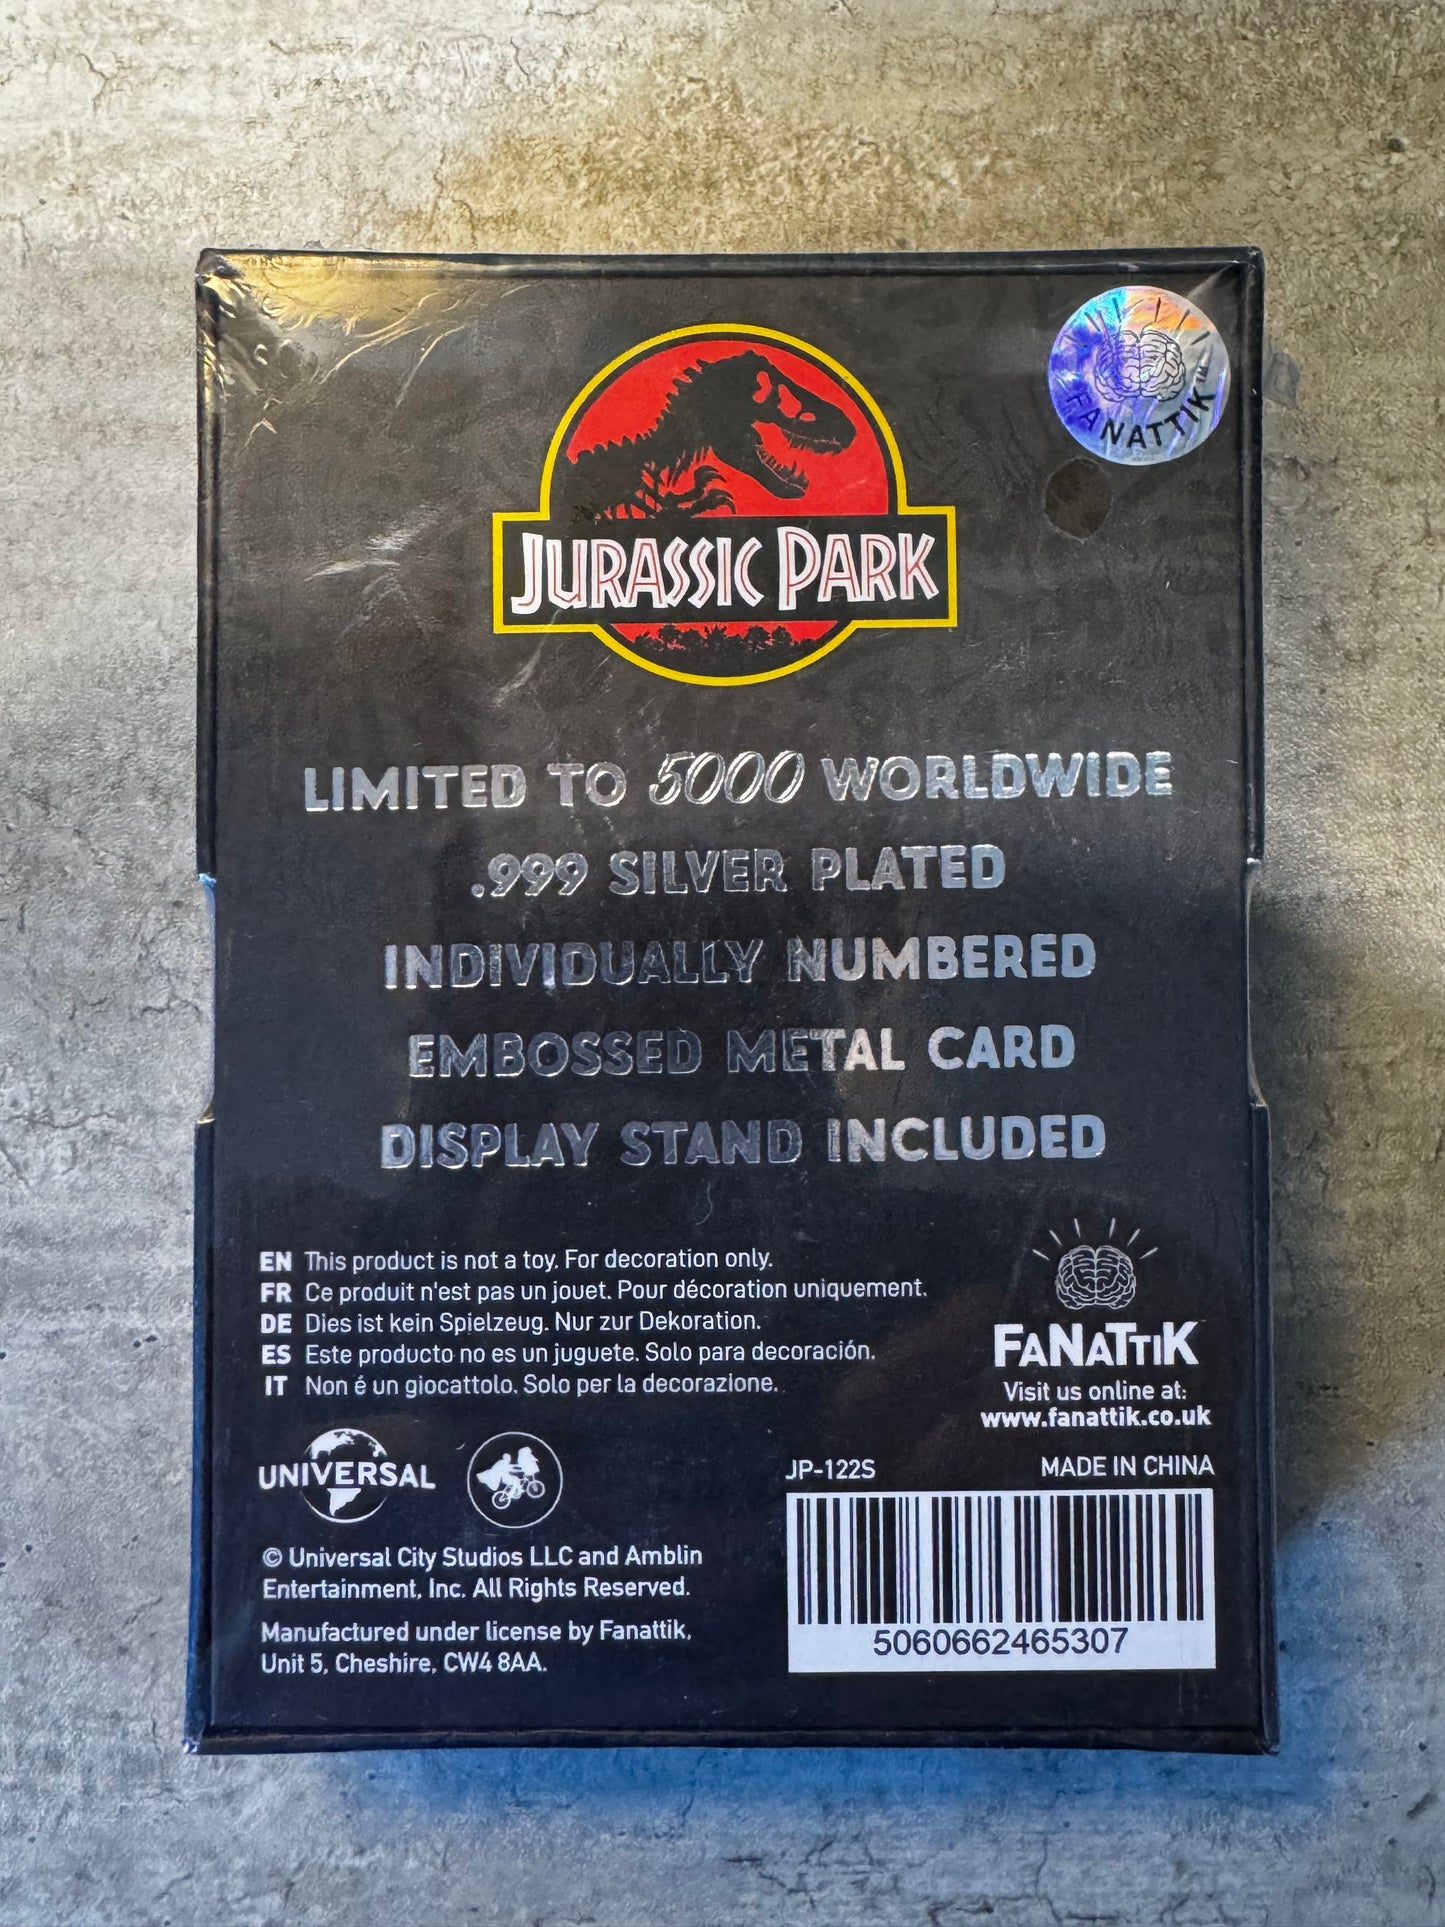 FANATTIK™
JURASSIC PARK
LIMITED TO 5000 WORLDWIDE
.999 SILVER PLATED
INDIVIDUALLY NUMBERED
EMBOSSED METAL CARD
DISPLAY STAND INCLUDED
EN This product is not a toy. For decoration only.
FR Ce produit n'est pas un jouet. Pour décoration uniquement.
DE Dies ist kein Spielzeug. Nur zur Dekoration.
ES Este producto no es un juguete. Solo para decoración.
IT Non é un giocattolo. Solo per la decorazione.
FANATTIK
Visit us online at:
www.fanattik.co.uk
UNIVERSAL
JP-122S MADE IN CHINA
© Universal City Studios LLC and Amblin
Entertainment, Inc. All Rights Reserved.
Manufactured under license by Fanattik,
Unit 5, Cheshire, CW4 8AA.
5060662465307